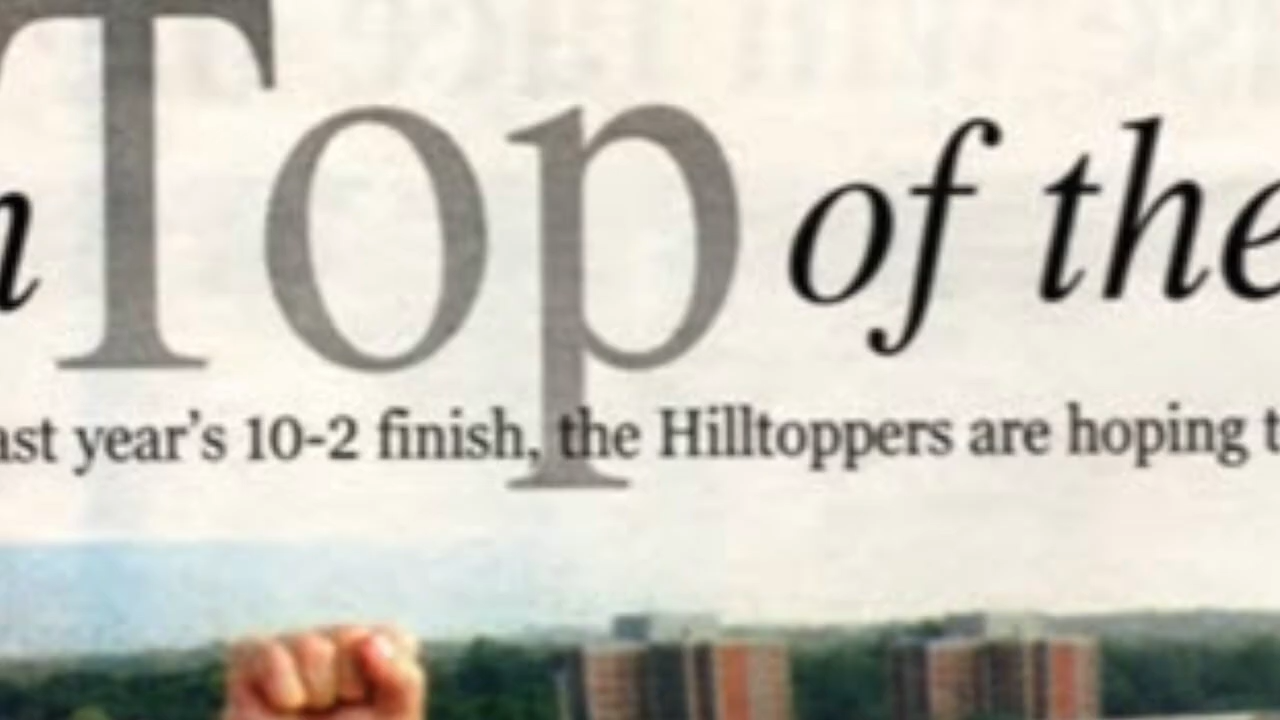 n Top of the
ast year's 10-2 finish, the Hilltoppers are hoping t